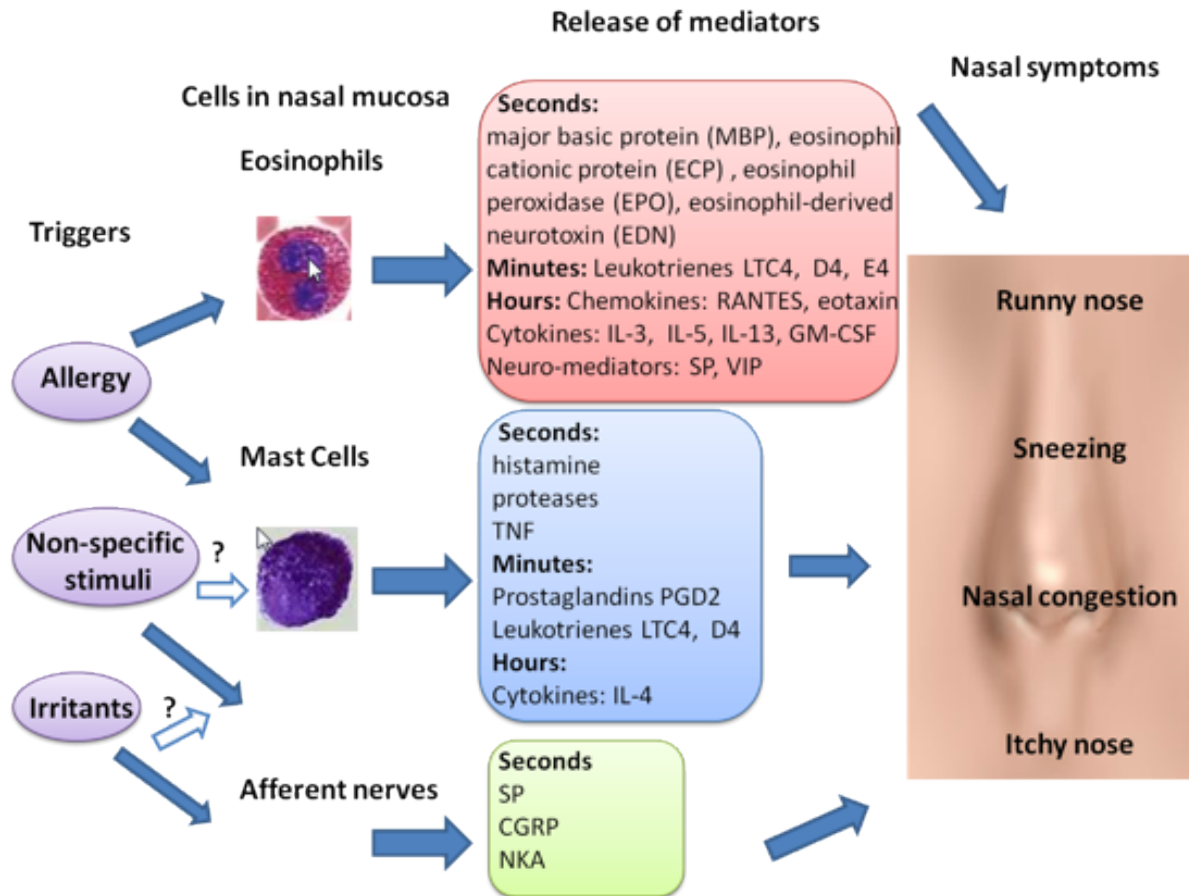 Release of mediators
Nasal symptoms
Cells in nasal mucosa
Eosinophils
Triggers
Allergy
Mast Cells
Non-specific
stimuli
?
Irritants
?
Afferent nerves
Seconds:
major basic protein (MBP), eosinophil
cationic protein (ECP) , eosinophil
peroxidase (EPO), eosinophil-derived
neurotoxin (EDN)
Minutes: Leukotrienes LTC4, D4, E4
Hours: Chemokines: RANTES, eotaxin
Cytokines: IL-3, IL-5, IL-13, GM-CSF
Neuro-mediators: SP, VIP
Seconds:
histamine
proteases
TNF
Minutes:
Prostaglandins PGD2
Leukotrienes LTC4, D4
Hours:
Cytokines: IL-4
Seconds
SP
CGRP
NKA
Runny nose
Sneezing
Nasal congestion
Itchy nose